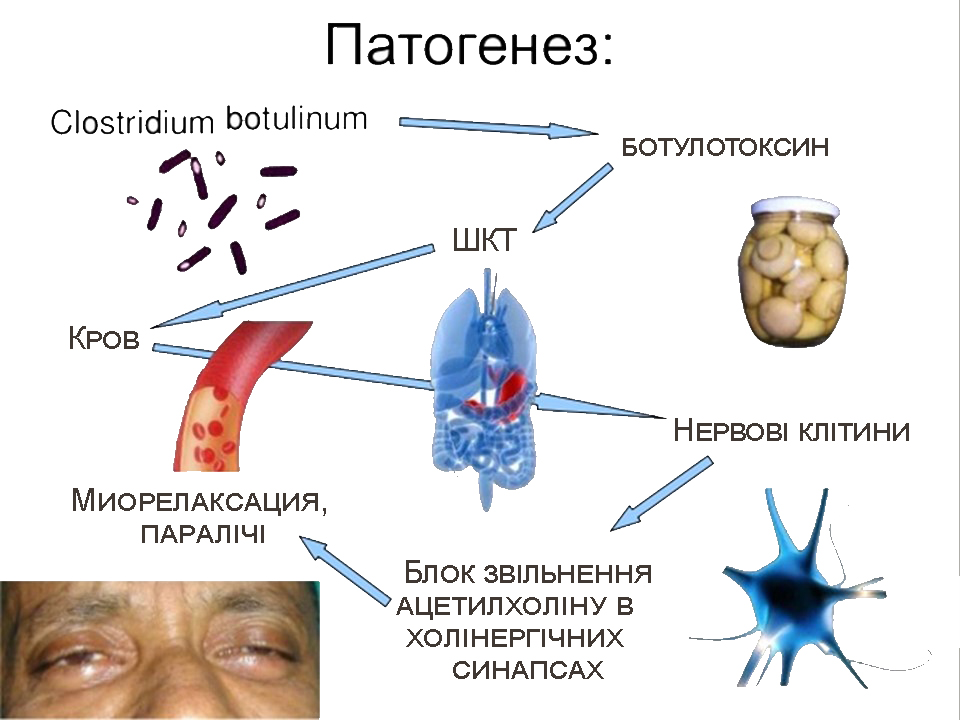 Патогенез:
Clostridium botulinum
БОТУЛОТОКСИН
ШКТ
КРОВ
НЕРВОВІ КЛІТИНИ
МИОРЕЛАКСАЦИЯ,
ПАРАЛІЧІ
БЛОК ЗВІЛЬНЕННЯ
АЦЕТИЛХОЛІНУ В
ХОЛІНЕРГІЧНИХ
СИНАПСАХ